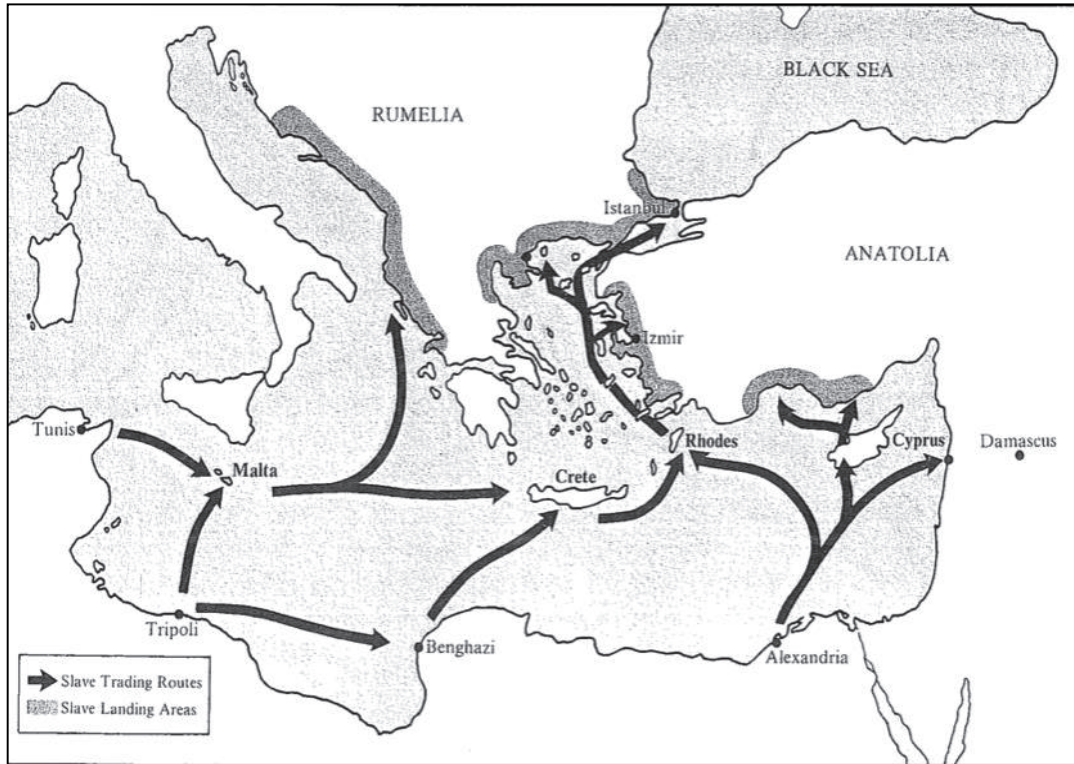 BLACK SEA
RUMELIA
Istanbul
ANATOLIA
Izmir
Tunis
Rhodes
Cyprus
Damascus
Malta
Crete
Tripoli
Benghazi
Alexandria
Slave Trading Routes
Slave Landing Areas